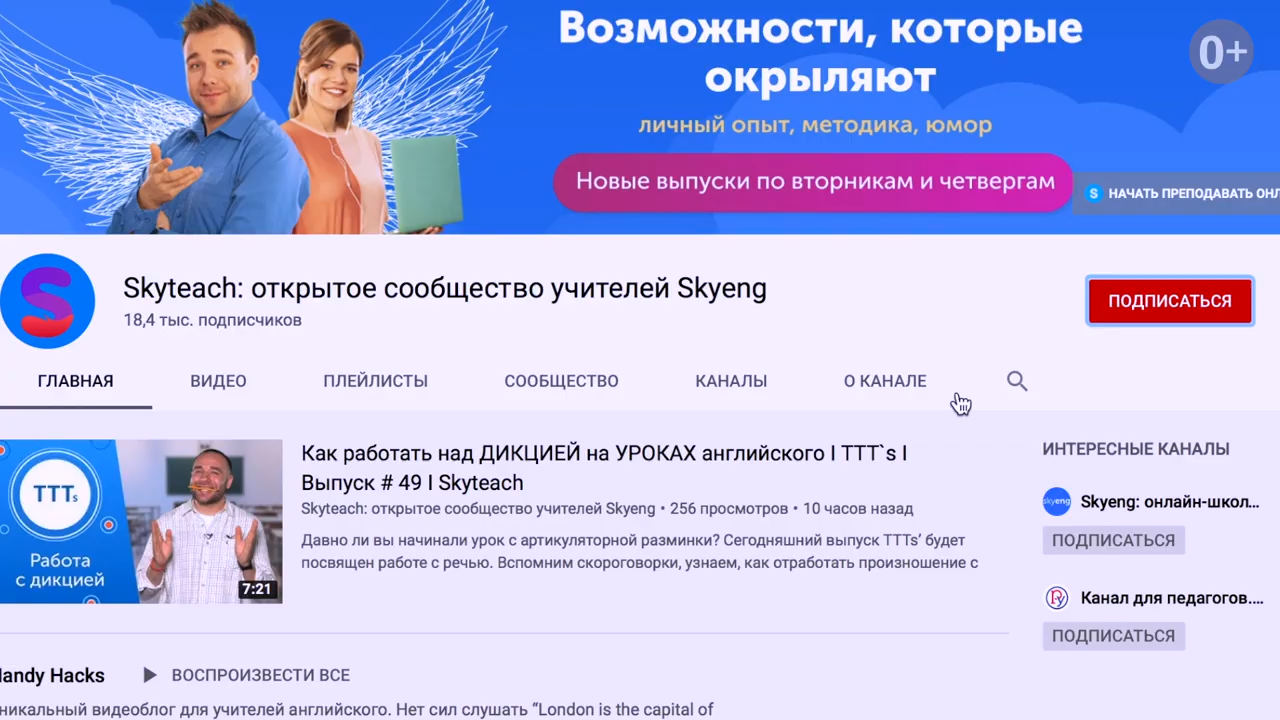 Возможности, которые
окрыляют
0+
личный опыт, методика, юмор
Новые выпуски по вторникам и четвергам
S НАЧАТЬ ПРЕПОДАВАТЬ ОНЛ
Skyteach: открытое сообщество учителей Skyeng
18,4 тыс. подписчиков
ПОДПИСАТЬСЯ
ГЛАВНАЯ ВИДЕО ПЛЕЙЛИСТЫ СООБЩЕСТВО КАНАЛЫ О КАНАЛЕ
TTTs
Работа
с дикцией
7:21
Как работать над ДИКЦИЕЙ на УРОКАХ английского I TTT`s I
Выпуск # 49 I Skyteach
Skyteach: открытое сообщество учителей Skyeng • 256 просмотров • 10 часов назад
Давно ли вы начинали урок с артикуляторной разминки? Сегодняшний выпуск TTTs’ будет
посвящен работе с речью. Вспомним скороговорки, узнаем, как отработать произношение с
ИНТЕРЕСНЫЕ КАНАЛЫ
skyeng
Skyeng: онлайн-школ...
ПОДПИСАТЬСЯ
Канал для педагогов....
ПОДПИСАТЬСЯ
Handy Hacks ВОСПРОИЗВЕСТИ ВСЕ
никальный видеоблог для учителей английского. Нет сил слушать “London is the capital of